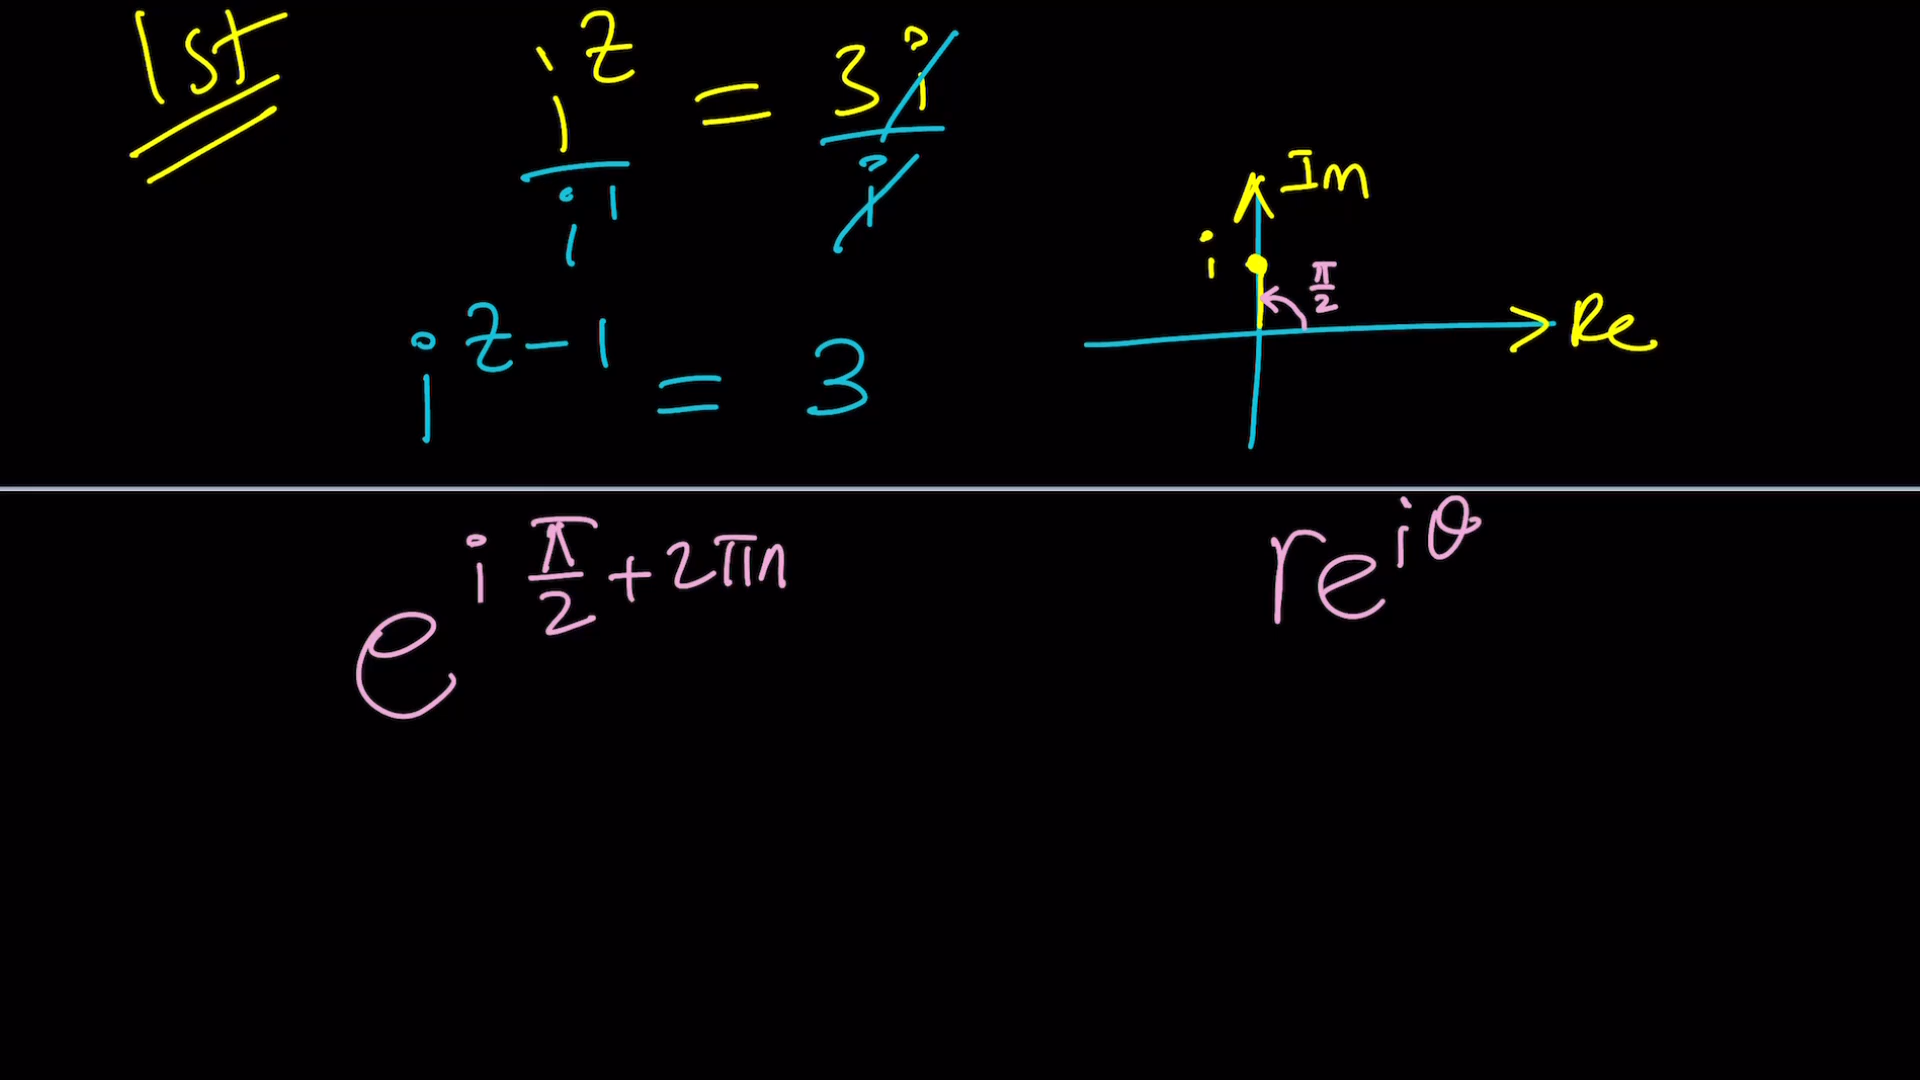 1st
i^z = 3i
i^1 i
i^(z-1) = 3
Im
i π/2
Re
e^(i π/2 + 2πn)
re^(iθ)